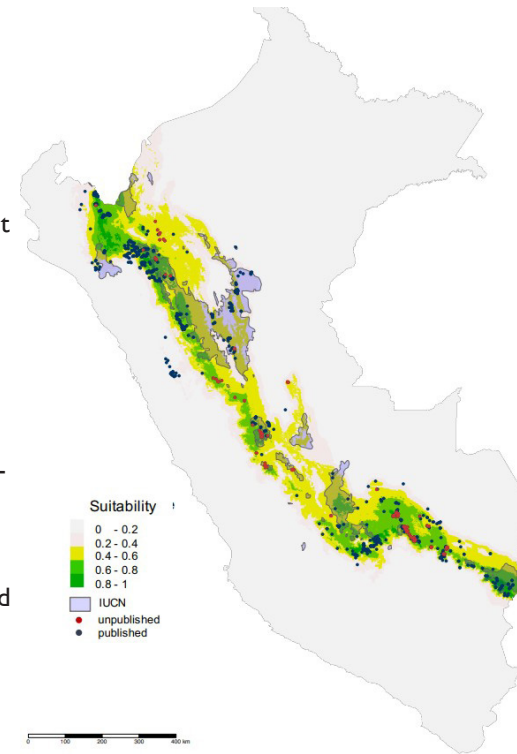 t
-
d
Suitability
0 - 0.2
0.2 - 0.4
0.4 - 0.6
0.6 - 0.8
0.8 - 1
IUCN
unpublished
published
0 100 200 300 400 km